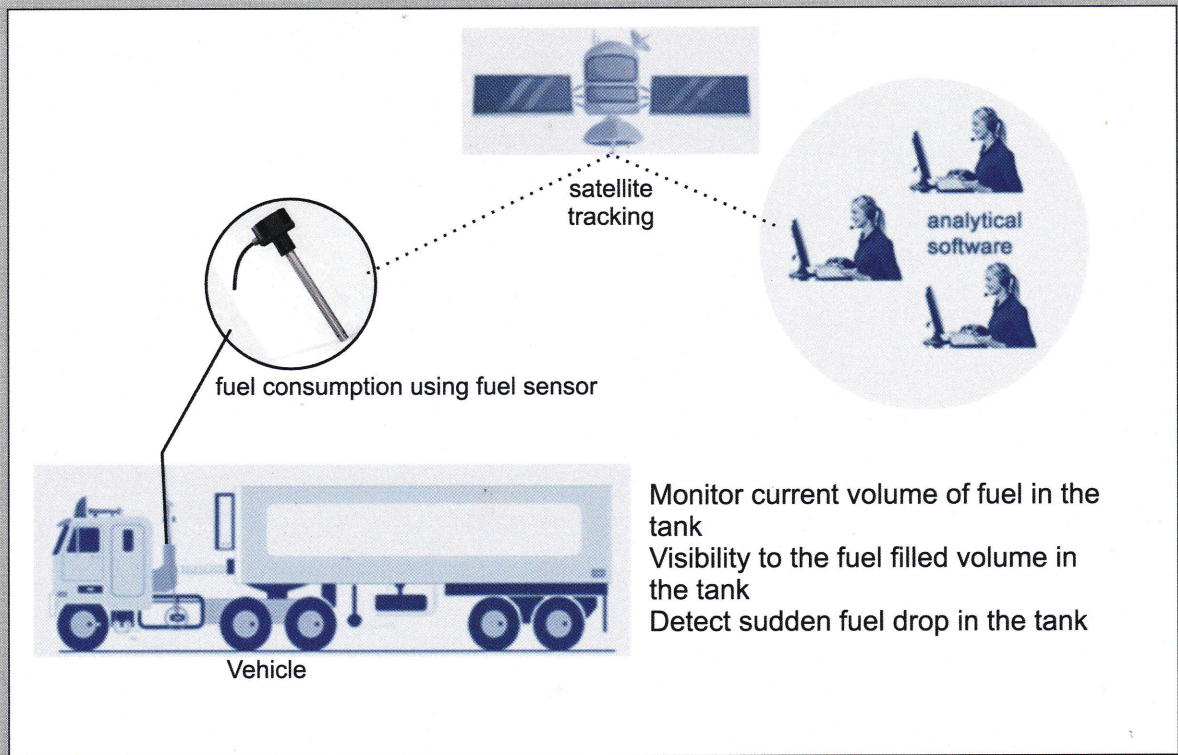 satellite
tracking
analytical
software
fuel consumption using fuel sensor
Monitor current volume of fuel in the
tank
Visibility to the fuel filled volume in
the tank
Detect sudden fuel drop in the tank
Vehicle